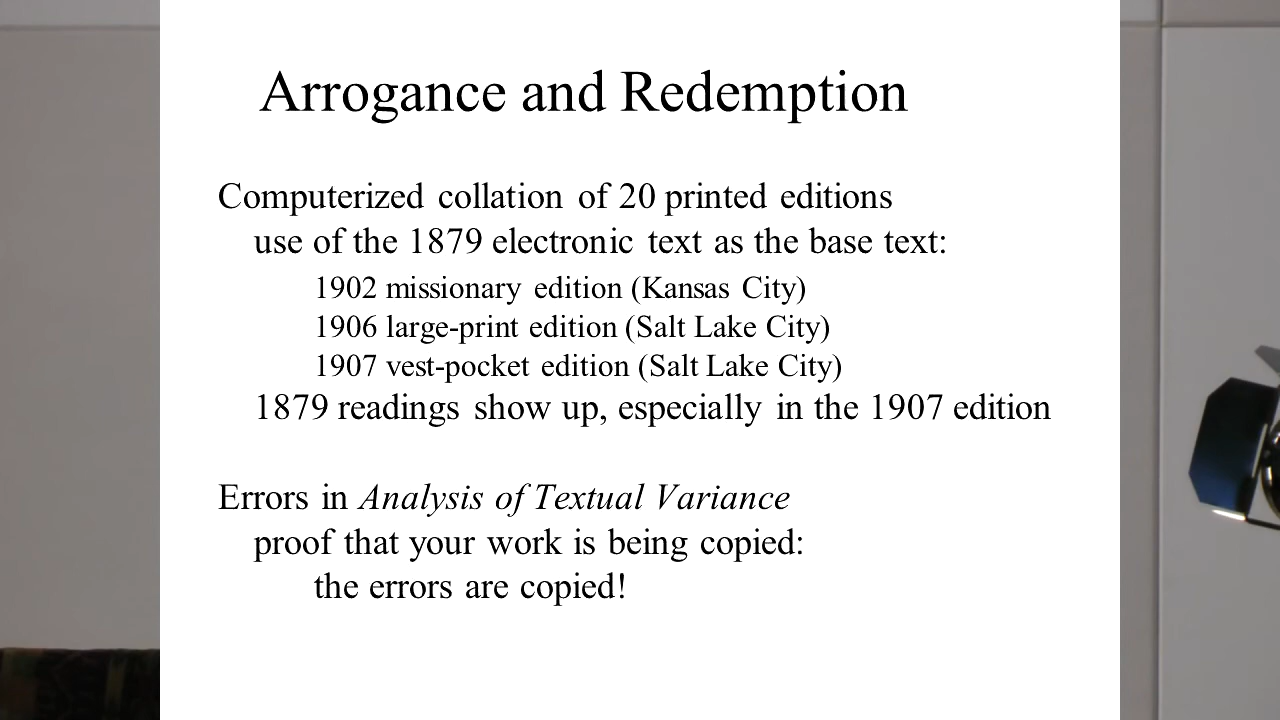 Arrogance and Redemption
Computerized collation of 20 printed editions
use of the 1879 electronic text as the base text:
1902 missionary edition (Kansas City)
1906 large-print edition (Salt Lake City)
1907 vest-pocket edition (Salt Lake City)
1879 readings show up, especially in the 1907 edition
Errors in Analysis of Textual Variance
proof that your work is being copied:
the errors are copied!